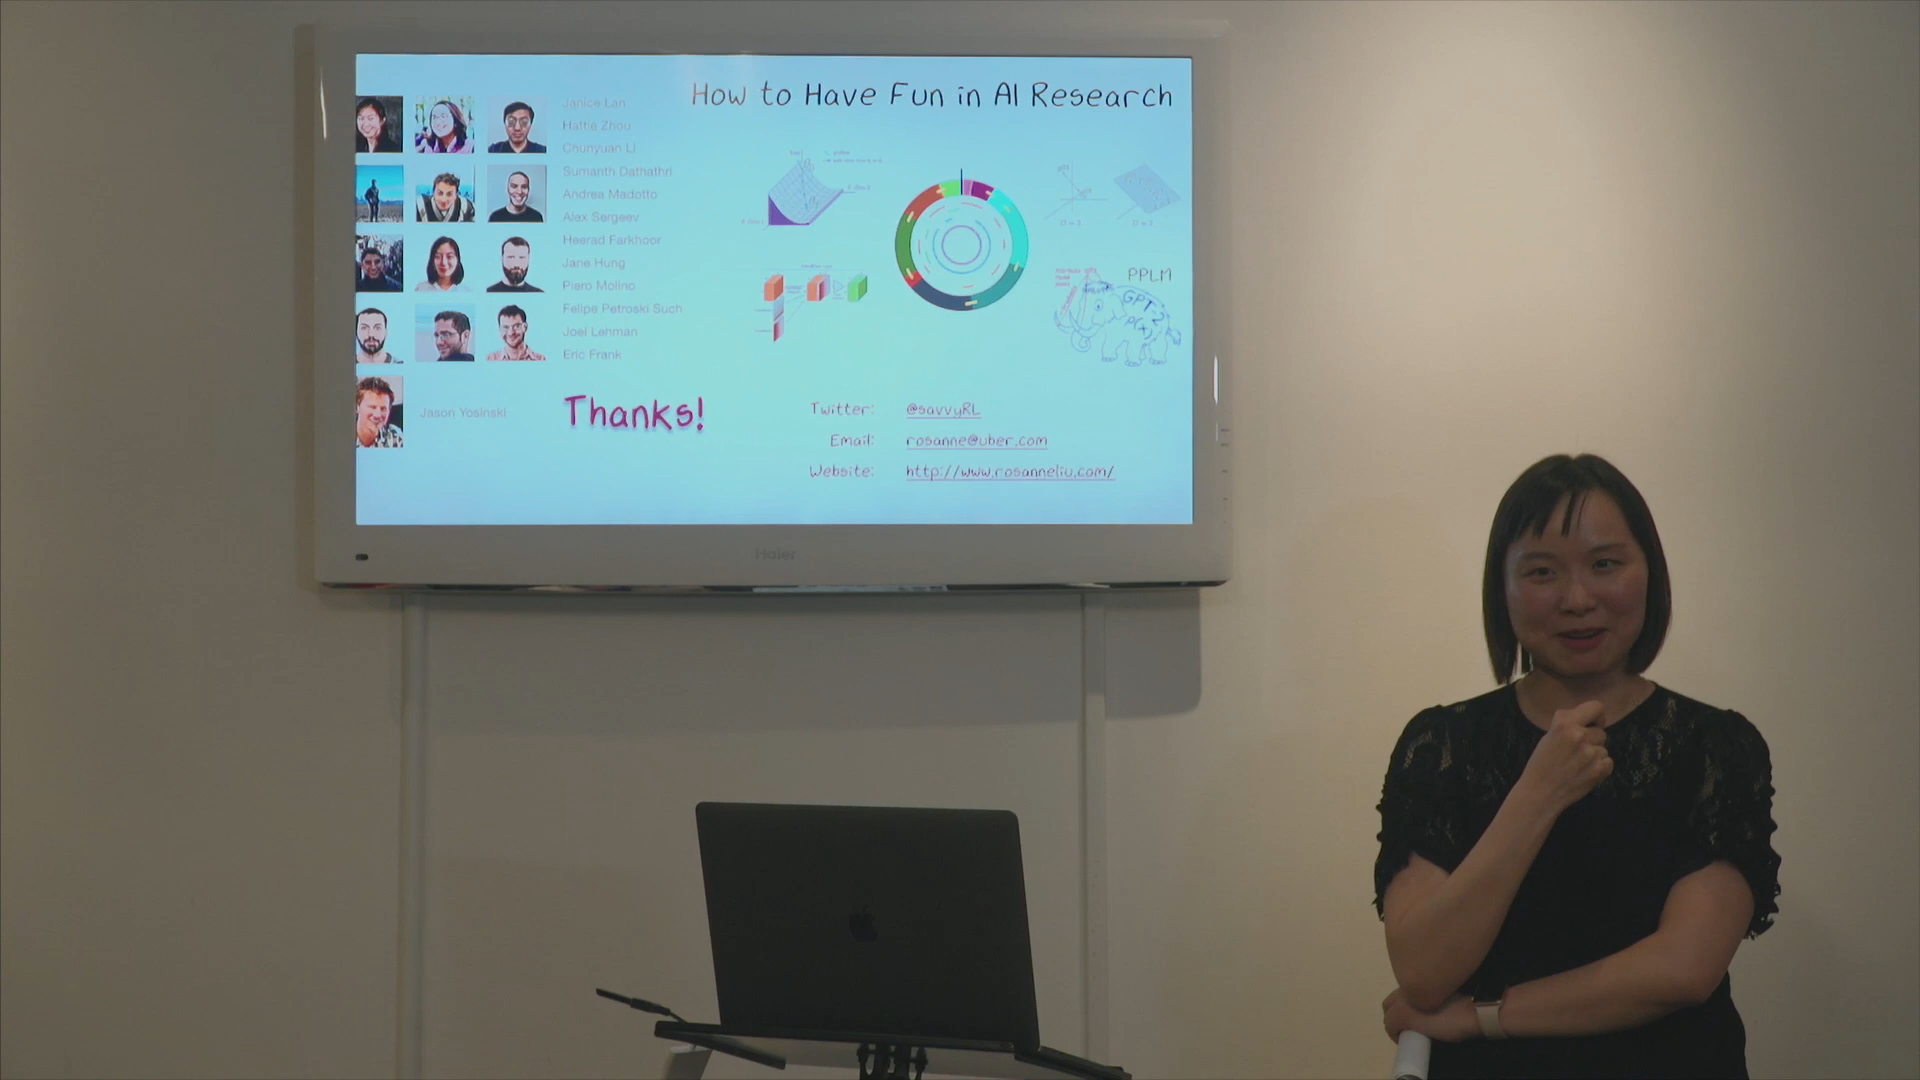 How to Have Fun in AI Research
Janice Lan
Hattie Zhou
Chunyuan Li
Sumanth Dathathri
Andrea Madotto
Alex Sergeev
Heerad Farkhoor
Jane Hung
Piero Molino
Felipe Petroski Such
Joel Lehman
Eric Frank
Jason Yosinski
PPLM
GPT-2
p(x)
Thanks!
Twitter: @savvyRL
Email: rosanne@uber.com
Website: http://www.rosanneliu.com/
Haier